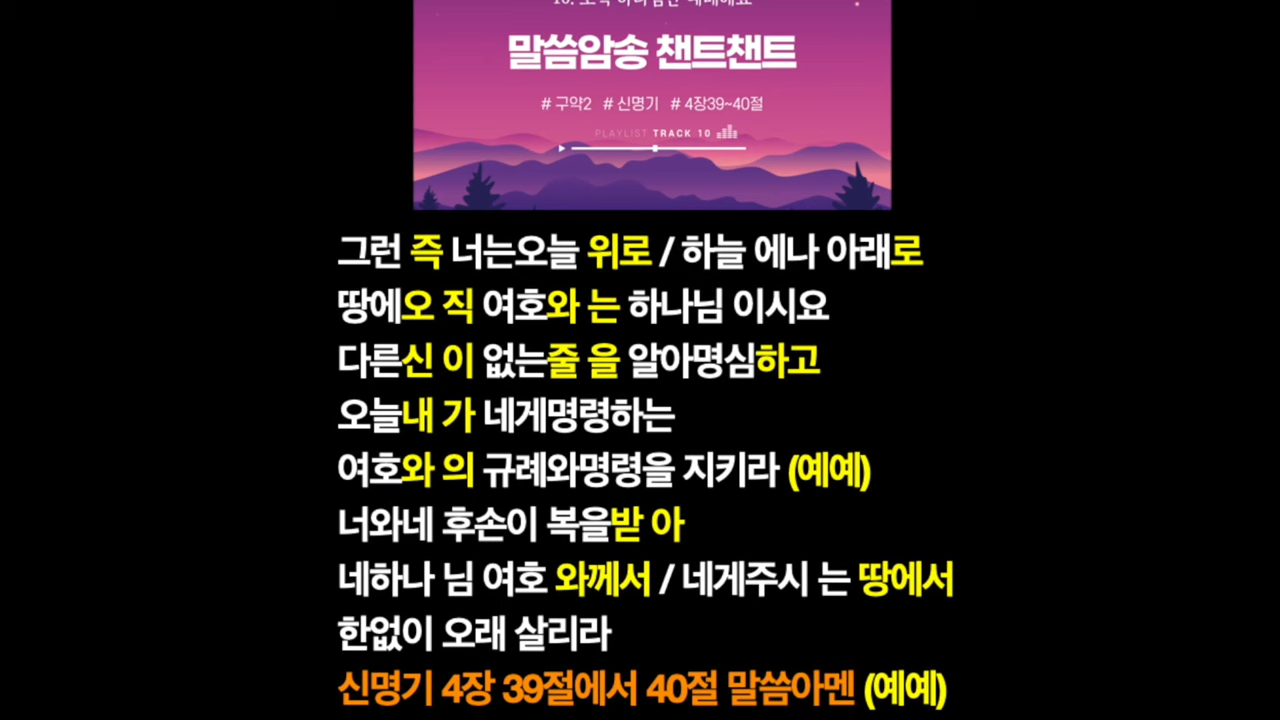 말씀암송 챈트챈트
# 구약2 # 신명기 # 4장39~40절
PLAYLIST TRACK 10
그런 즉 너는오늘 위로 / 하늘 에나 아래로
땅에오 직 여호와 는 하나님 이시요
다른신 이 없는줄 을 알아명심하고
오늘내 가 네게명령하는
여호와 의 규례와명령을 지키라 (예예)
너와네 후손이 복을받 아
네하나 님 여호 와께서 / 네게주시 는 땅에서
한없이 오래 살리라
신명기 4장 39절에서 40절 말씀아멘 (예예)